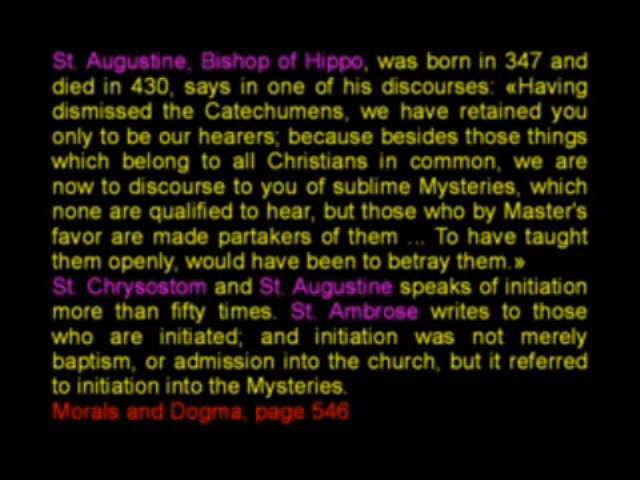 St. Augustine, Bishop of Hippo, was born in 347 and
died in 430, says in one of his discourses: «Having
dismissed the Catechumens, we have retained you
only to be our hearers; because besides those things
which belong to all Christians in common, we are
now to discourse to you of sublime Mysteries, which
none are qualified to hear, but those who by Master's
favor are made partakers of them ... To have taught
them openly, would have been to betray them.»
St. Chrysostom and St. Augustine speaks of initiation
more than fifty times. St. Ambrose writes to those
who are initiated; and initiation was not merely
baptism, or admission into the church, but it referred
to initiation into the Mysteries.
Morals and Dogma, page 546